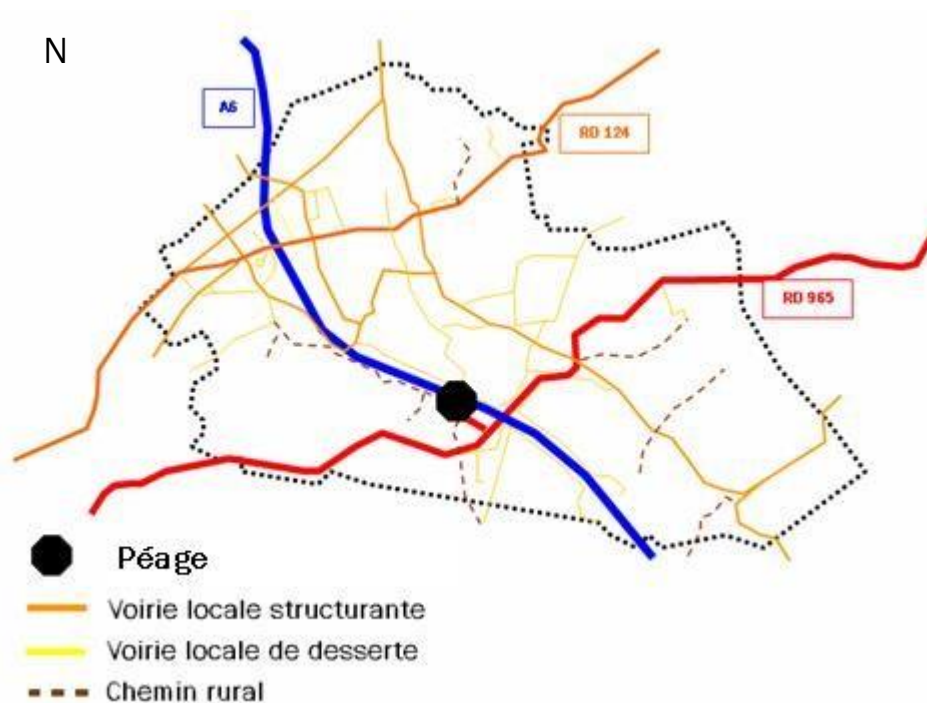 N
A6
RD 124
RD 965
Péage
Voirie locale structurante
Voirie locale de desserte
Chemin rural